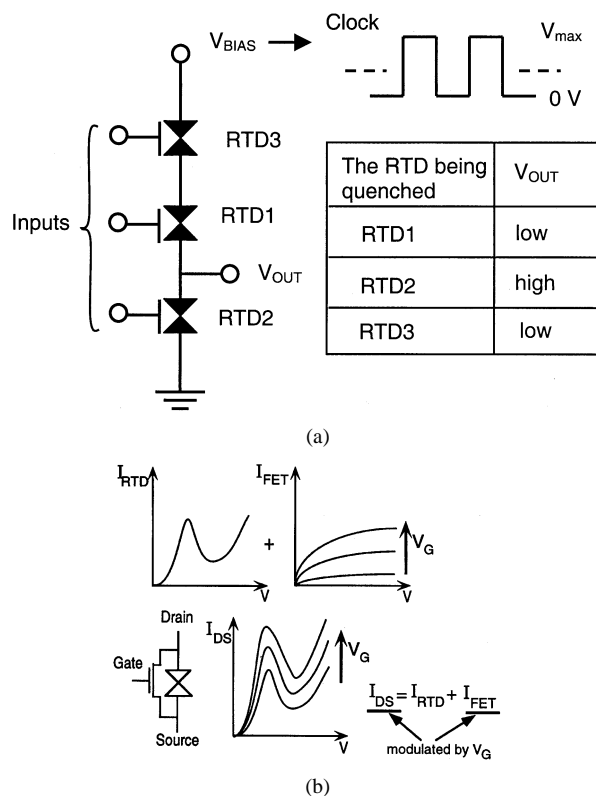 V_BIAS
Clock
V_max
0 V
RTD3
Inputs
RTD1
V_OUT
RTD2
The RTD being quenched
V_OUT
RTD1
low
RTD2
high
RTD3
low
(a)
I_RTD
V
+
I_FET
V_G
V
Drain
Gate
Source
I_DS
V_G
V
I_DS = I_RTD + I_FET
modulated by V_G
(b)